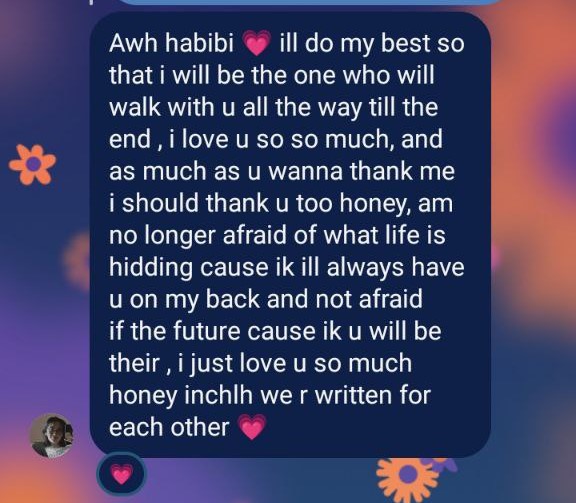 Awh habibi 💗 ill do my best so
that i will be the one who will
walk with u all the way till the
end , i love u so so much, and
as much as u wanna thank me
i should thank u too honey, am
no longer afraid of what life is
hidding cause ik ill always have
u on my back and not afraid
if the future cause ik u will be
their , i just love u so much
honey inchlh we r written for
each other 💗